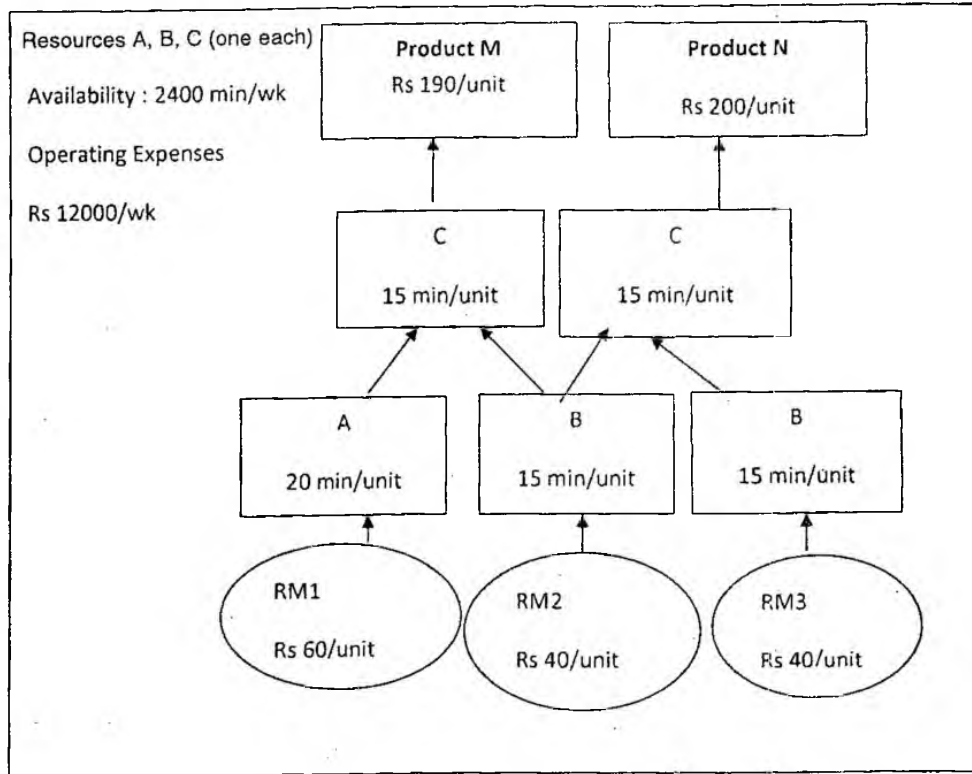 Resources A, B, C (one each)
Availability : 2400 min/wk
Operating Expenses
Rs 12000/wk
Product M
Rs 190/unit
Product N
Rs 200/unit
C
15 min/unit
C
15 min/unit
A
20 min/unit
B
15 min/unit
B
15 min/unit
RM1
Rs 60/unit
RM2
Rs 40/unit
RM3
Rs 40/unit